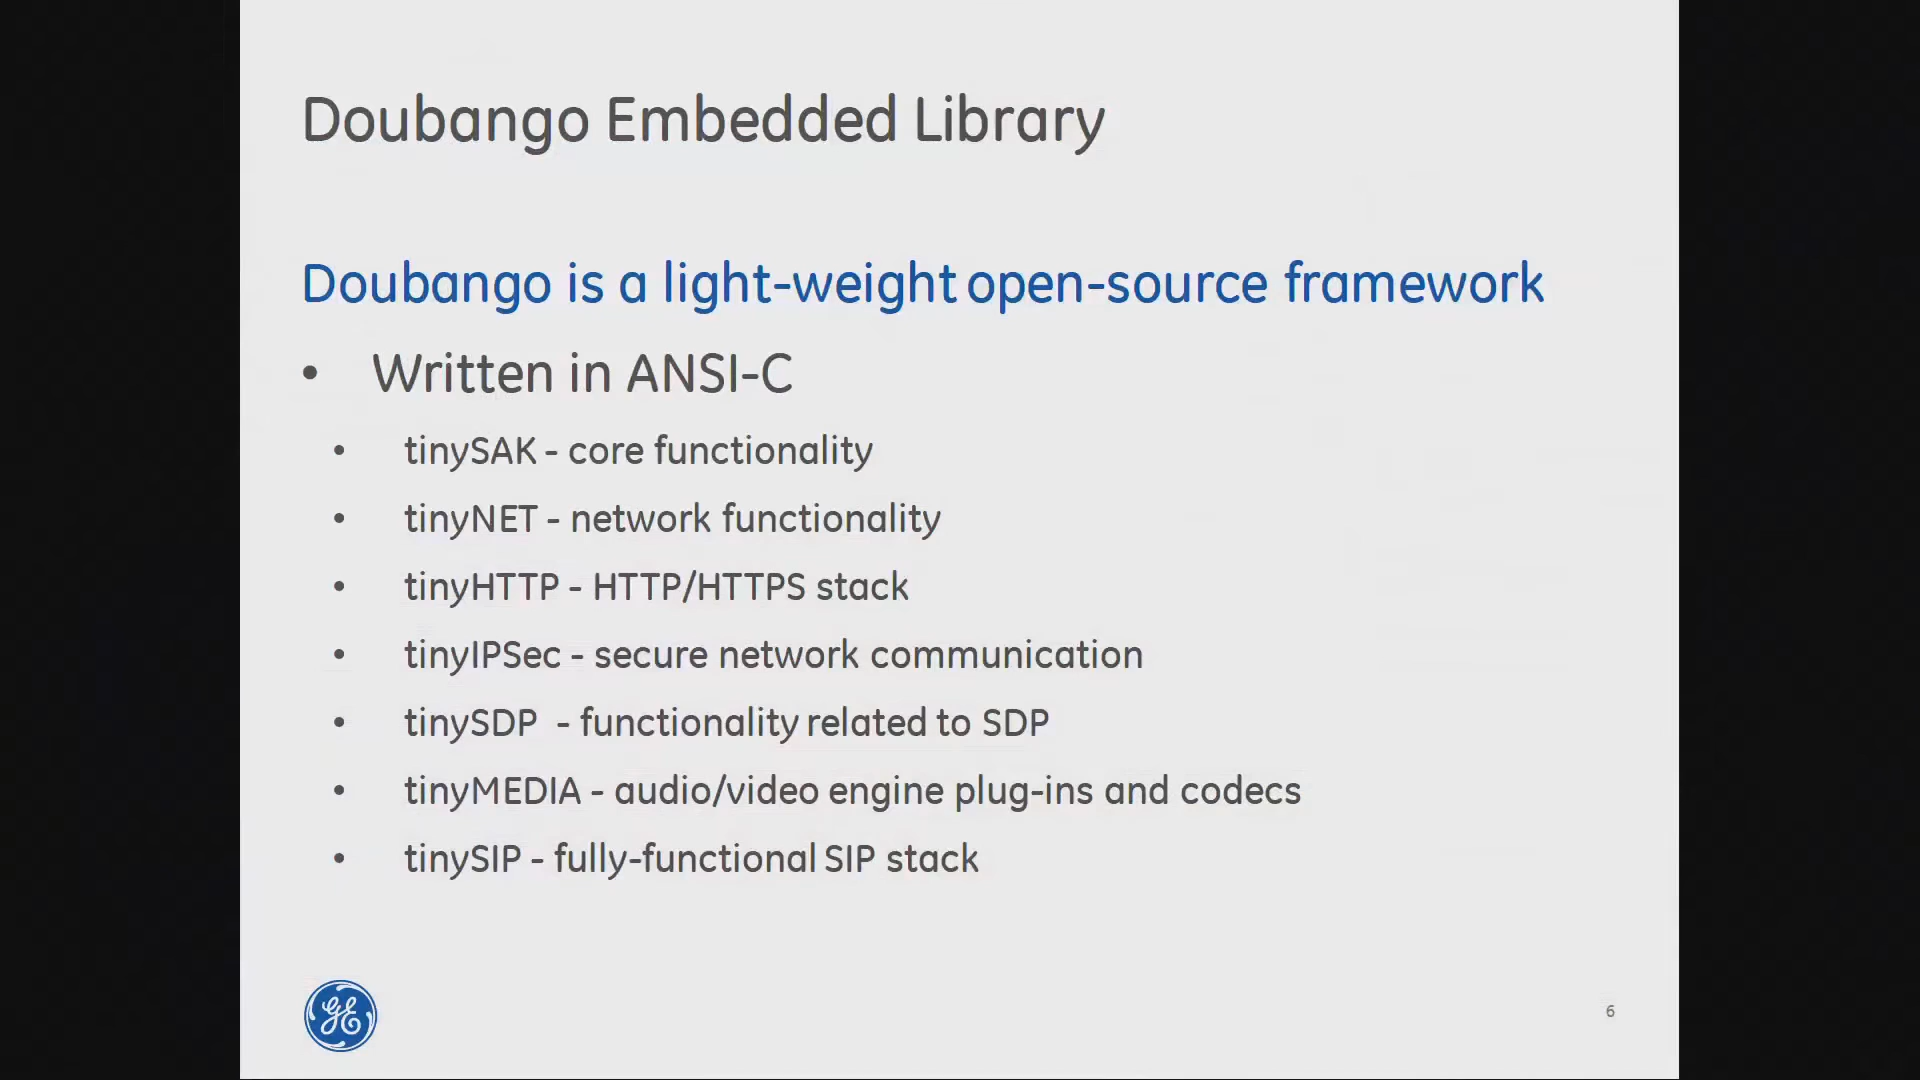 Doubango Embedded Library
Doubango is a light-weight open-source framework
• Written in ANSI-C
• tinySAK - core functionality
• tinyNET - network functionality
• tinyHTTP - HTTP/HTTPS stack
• tinyIPSec - secure network communication
• tinySDP - functionality related to SDP
• tinyMEDIA - audio/video engine plug-ins and codecs
• tinySIP - fully-functional SIP stack
GE
6